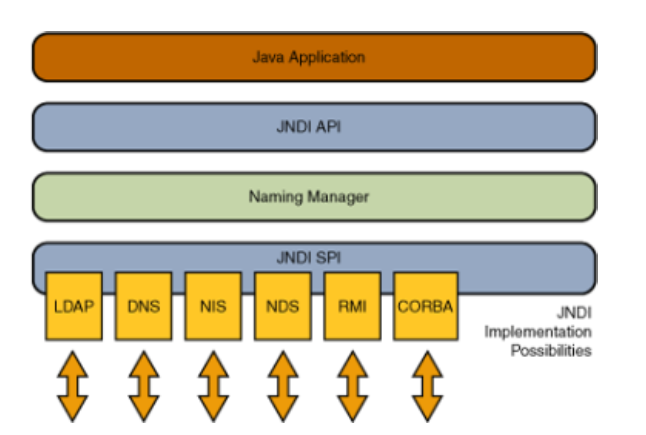 Java Application
JNDI API
Naming Manager
JNDI SPI
LDAP DNS NIS NDS RMI CORBA
JNDI
Implementation
Possibilities